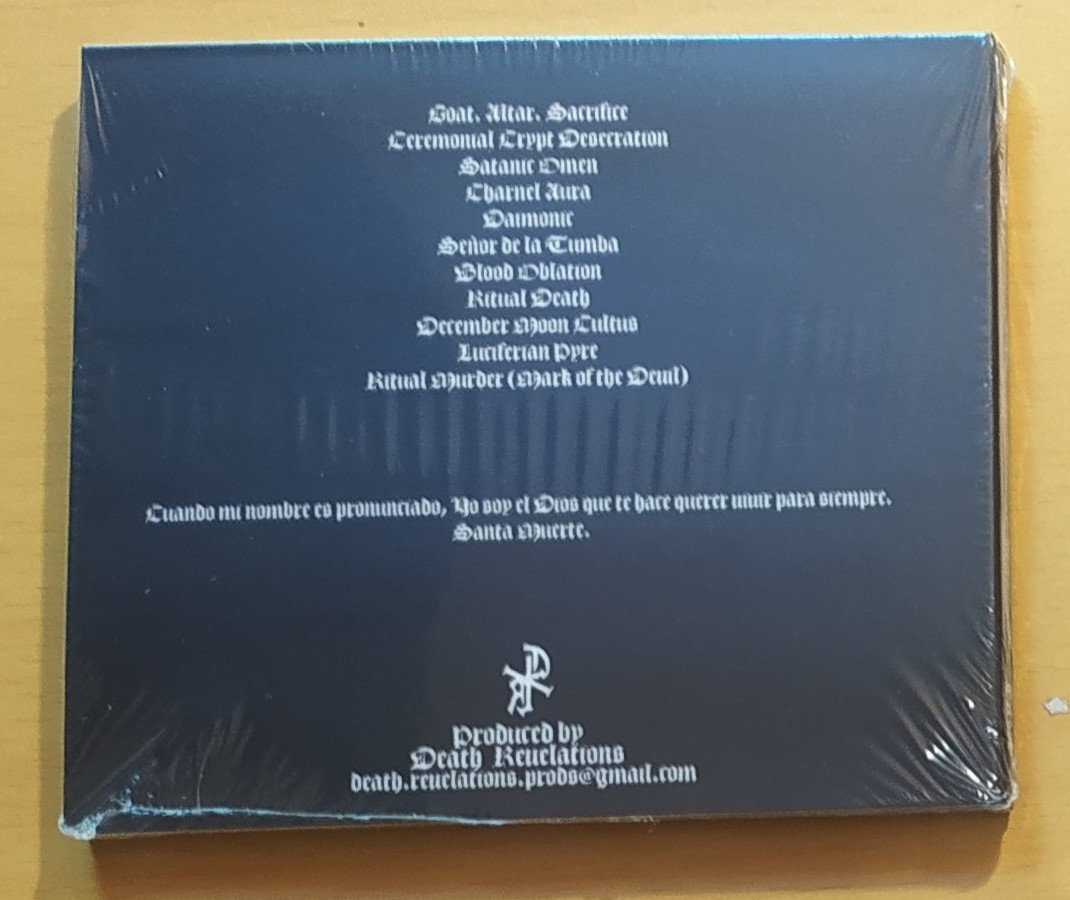 Goat. Altar. Sacrifice
Ceremonial Crypt Desecration
Satanic Omen
Charnel Aura
Daimonic
Señor de la Tumba
Blood Oblation
Ritual Death
December Moon Cultus
Luciferian Pyre
Ritual Murder (Mark of the Devil)
Cuando mi nombre es pronunciado, Yo soy el Dios que te hace querer vivir para siempre.
Santa Muerte.
Produced by
Death Revelations
death.revelations.prods@gmail.com